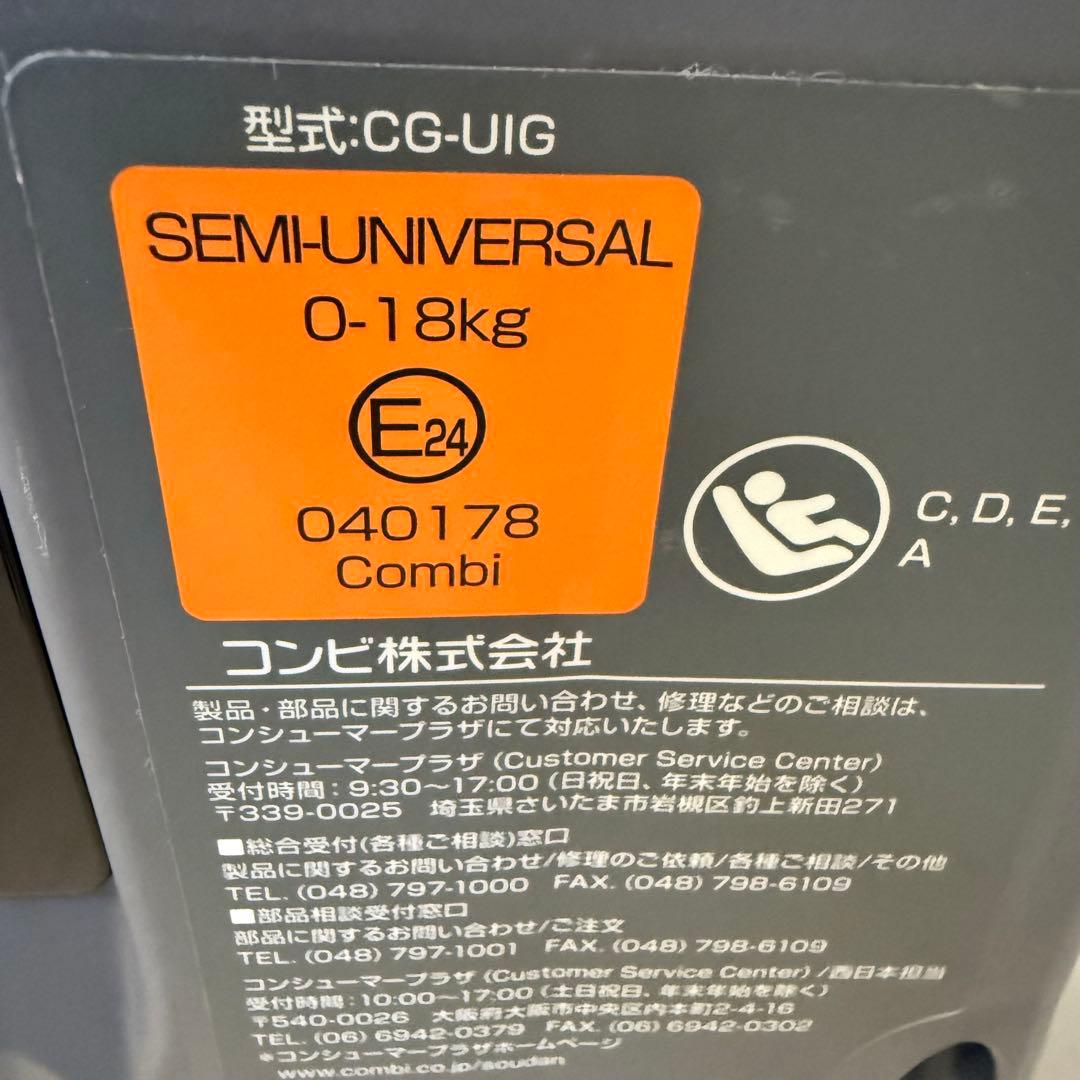 型式:CG-UIG
SEMI-UNIVERSAL
0-18kg
E24
040178
Combi
C, D, E,
A
コンビ株式会社
製品・部品に関するお問い合わせ、修理などのご相談は、
コンシューマープラザにて対応いたします。
コンシューマープラザ (Customer Service Center)
受付時間：9:30～17:00 (日祝日、年末年始を除く)
〒339-0025 埼玉県さいたま市岩槻区釣上新田271
■総合受付(各種ご相談)窓口
製品に関するお問い合わせ/修理のご依頼/各種ご相談/その他
TEL. (048) 797-1000 FAX. (048) 798-6109
■部品相談受付窓口
部品に関するお問い合わせ/ご注文
TEL. (048) 797-1001 FAX. (048) 798-6109
コンシューマープラザ (Customer Service Center) /西日本担当
受付時間：10:00～17:00 (土日祝日、年末年始を除く)
〒540-0026 大阪府大阪市中央区内本町2-4-16
TEL. (06) 6942-0379 FAX. (06) 6942-0302
＊コンシューマープラザホームページ
www.combi.co.jp/soudan